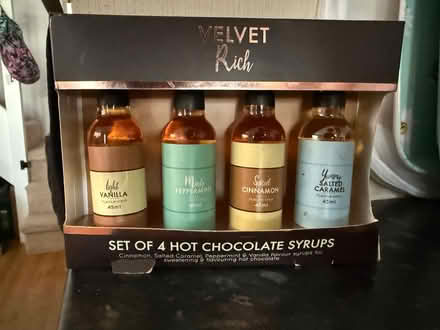 VELVET
Rich
Light
VANILLA
45ml
PEPPERMINT
Spiced
CINNAMON
45ml
Yummy
SALTED
CARAMEL
45ml
SET OF 4 HOT CHOCOLATE SYRUPS
Cinnamon, Salted Caramel, Peppermint & Vanilla flavour syrups for
sweetening & flavouring hot chocolate